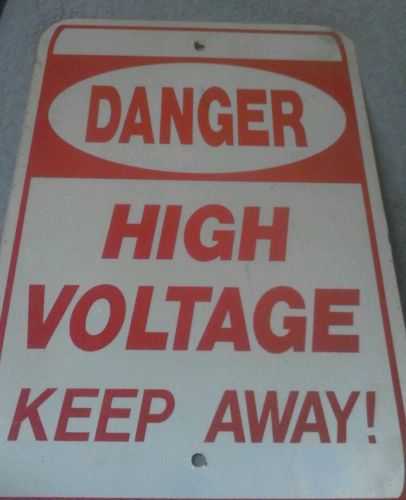 DANGER
HIGH
VOLTAGE
KEEP AWAY!